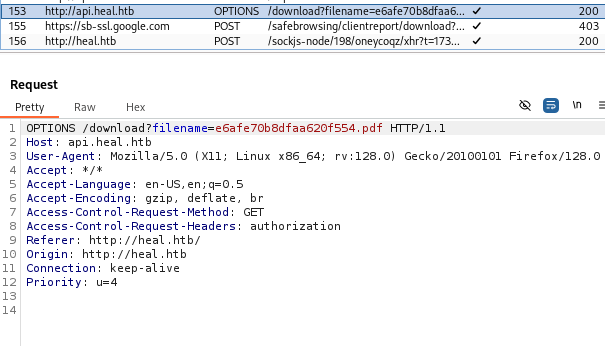 153 http://api.heal.htb OPTIONS /download?filename=e6afe70b8dfaa6... ✓ 200
155 https://sb-ssl.google.com POST /safebrowsing/clientreport/download?... ✓ 403
156 http://heal.htb POST /sockjs-node/198/oneycoqz/xhr?t=173... ✓ 200
Request
Pretty Raw Hex \n
1 OPTIONS /download?filename=e6afe70b8dfaa620f554.pdf HTTP/1.1
2 Host: api.heal.htb
3 User-Agent: Mozilla/5.0 (X11; Linux x86_64; rv:128.0) Gecko/20100101 Firefox/128.0
4 Accept: */*
5 Accept-Language: en-US,en;q=0.5
6 Accept-Encoding: gzip, deflate, br
7 Access-Control-Request-Method: GET
8 Access-Control-Request-Headers: authorization
9 Referer: http://heal.htb/
10 Origin: http://heal.htb
11 Connection: keep-alive
12 Priority: u=4
13
14